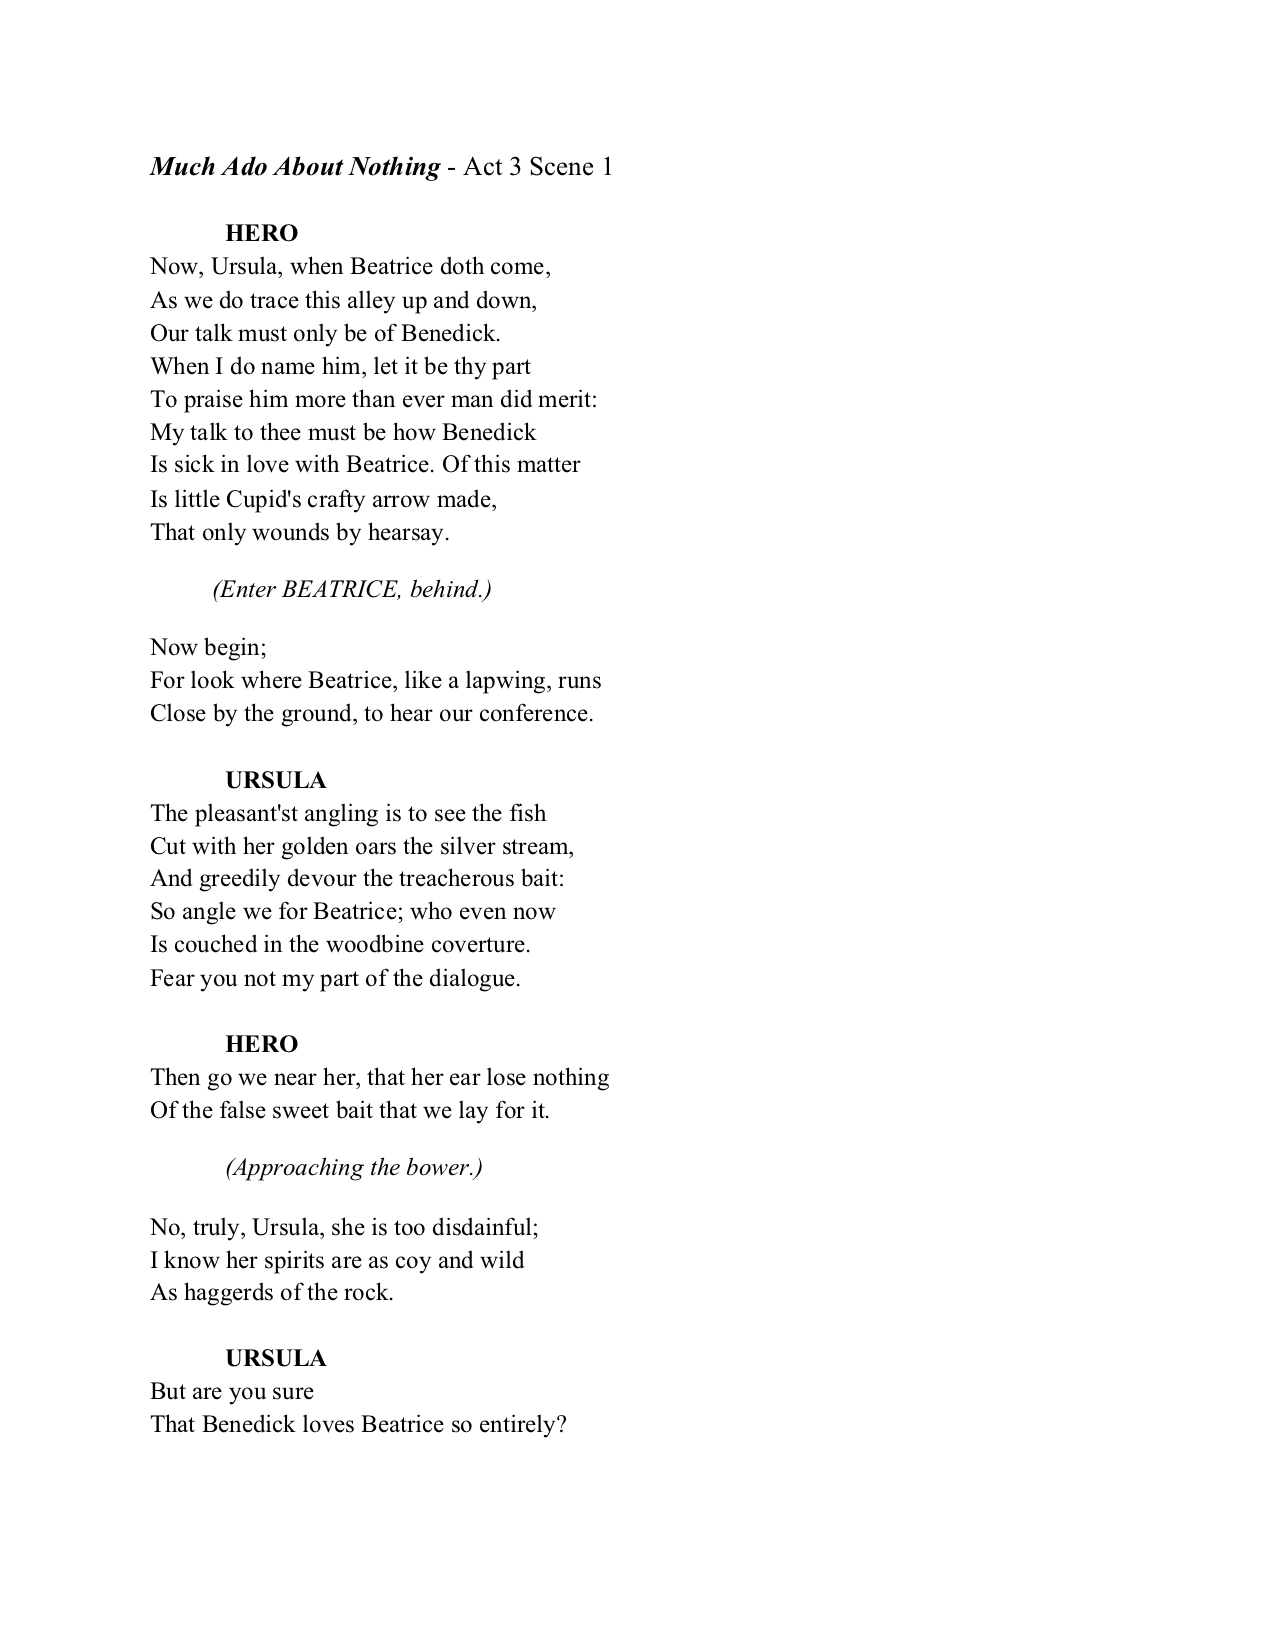 Much Ado About Nothing - Act 3 Scene 1
HERO
Now, Ursula, when Beatrice doth come,
As we do trace this alley up and down,
Our talk must only be of Benedick.
When I do name him, let it be thy part
To praise him more than ever man did merit:
My talk to thee must be how Benedick
Is sick in love with Beatrice. Of this matter
Is little Cupid's crafty arrow made,
That only wounds by hearsay.
(Enter BEATRICE, behind.)
Now begin;
For look where Beatrice, like a lapwing, runs
Close by the ground, to hear our conference.
URSULA
The pleasant'st angling is to see the fish
Cut with her golden oars the silver stream,
And greedily devour the treacherous bait:
So angle we for Beatrice; who even now
Is couched in the woodbine coverture.
Fear you not my part of the dialogue.
HERO
Then go we near her, that her ear lose nothing
Of the false sweet bait that we lay for it.
(Approaching the bower.)
No, truly, Ursula, she is too disdainful;
I know her spirits are as coy and wild
As haggerds of the rock.
URSULA
But are you sure
That Benedick loves Beatrice so entirely?